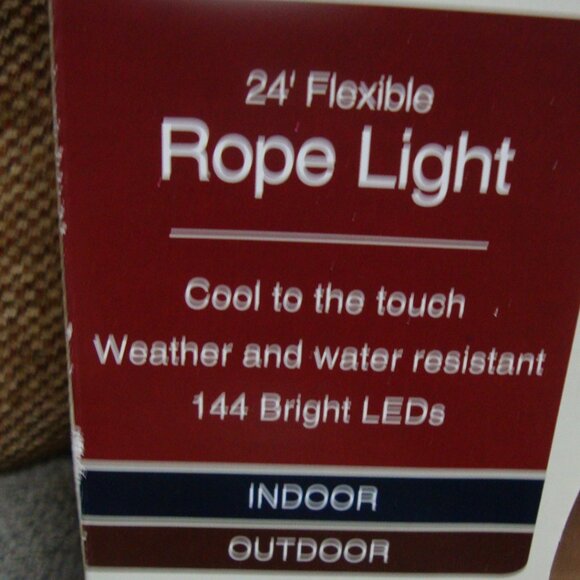 24' Flexible
Rope Light
Cool to the touch
Weather and water resistant
144 Bright LEDs
INDOOR
OUTDOOR